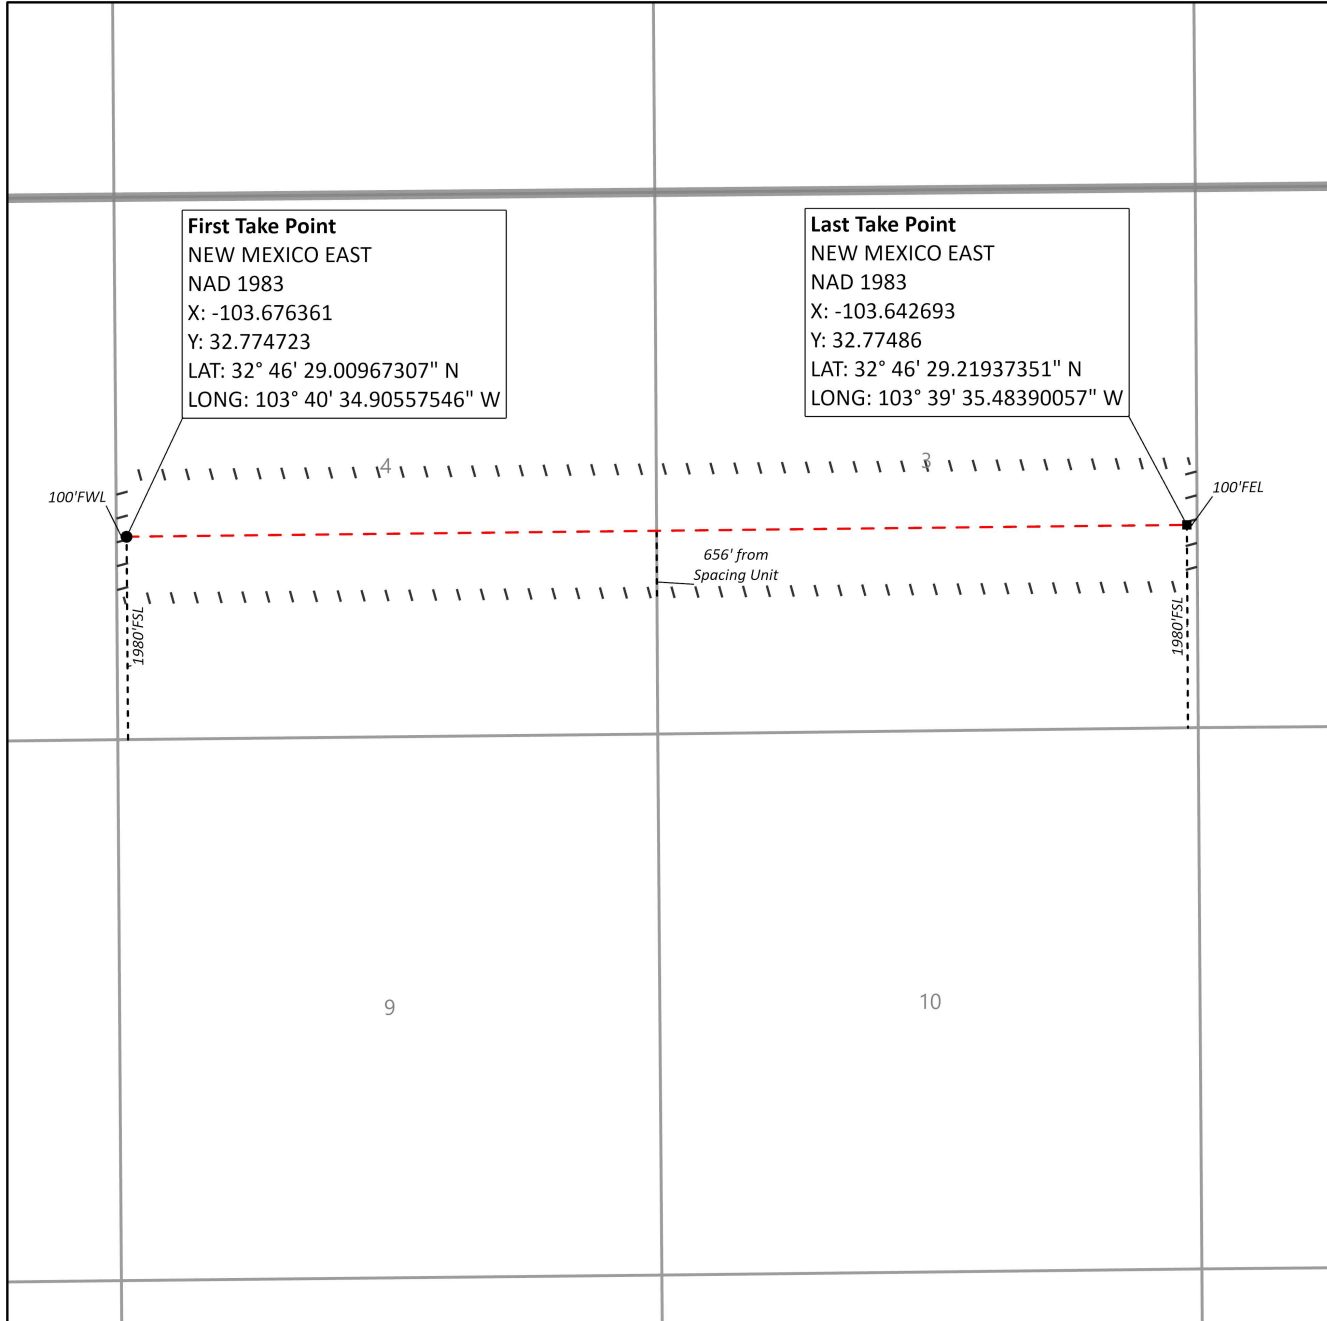 First Take Point
NEW MEXICO EAST
NAD 1983
X: -103.676361
Y: 32.774723
LAT: 32° 46' 29.00967307" N
LONG: 103° 40' 34.90557546" W
Last Take Point
NEW MEXICO EAST
NAD 1983
X: -103.642693
Y: 32.77486
LAT: 32° 46' 29.21937351" N
LONG: 103° 39' 35.48390057" W
4
3
100'FWL
100'FEL
656' from
Spacing Unit
1980'FSL
1980'FSL
9
10